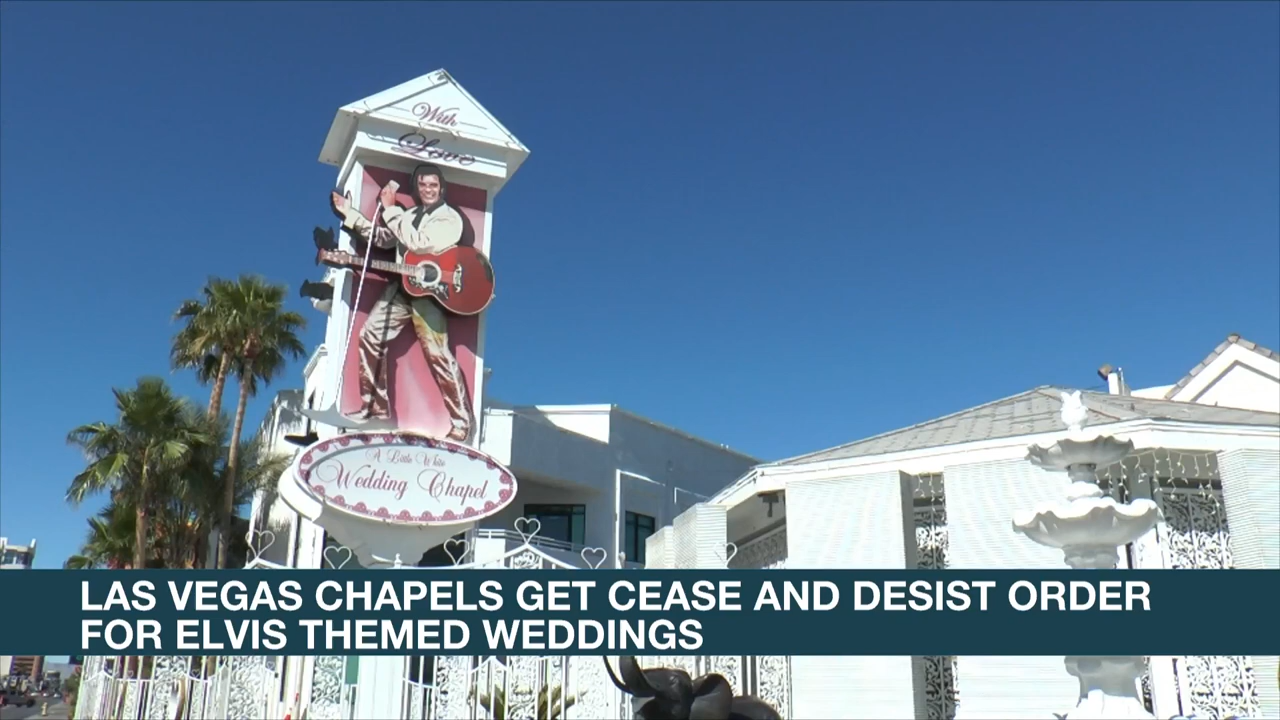 With
Love
A Little White
Wedding Chapel
LAS VEGAS CHAPELS GET CEASE AND DESIST ORDER
FOR ELVIS THEMED WEDDINGS